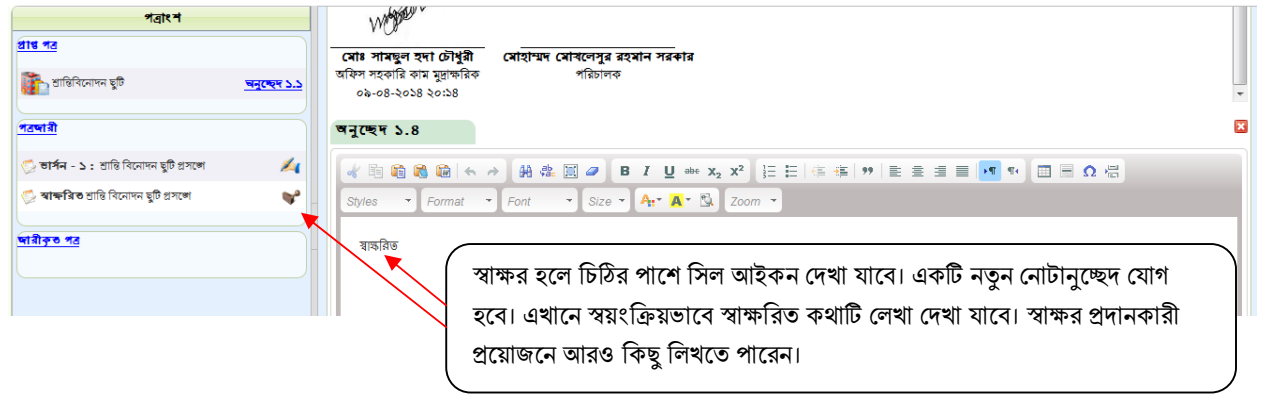 পত্রাংশ
প্রাপ্ত পত্র
শ্রান্তিবিনোদন ছুটি
অনুচ্ছেদ ১.১
পত্রজারী
ভার্সন - ১ : শ্রান্তি বিনোদন ছুটি প্রসঙ্গে
স্বাক্ষরিত শ্রান্তি বিনোদন ছুটি প্রসঙ্গে
জারীকৃত পত্র
মোঃ সামছুল হুদা চৌধুরী
অফিস সহকারি কাম মুদ্রাক্ষরিক
০৯-০৪-২০১৪ ২০:১৪
মোহাম্মদ মোখলেসুর রহমান সরকার
পরিচালক
অনুচ্ছেদ ১.৪
B I U abc X₂ X²
Styles Format Font Size A A Zoom
স্বাক্ষরিত
স্বাক্ষর হলে চিঠির পাশে সিল আইকন দেখা যাবে। একটি নতুন নোটানুচ্ছেদ যোগ
হবে। এখানে স্বয়ংক্রিয়ভাবে স্বাক্ষরিত কথাটি লেখা দেখা যাবে। স্বাক্ষর প্রদানকারী
প্রয়োজনে আরও কিছু লিখতে পারেন।